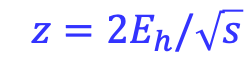 z = 2E_h/√s